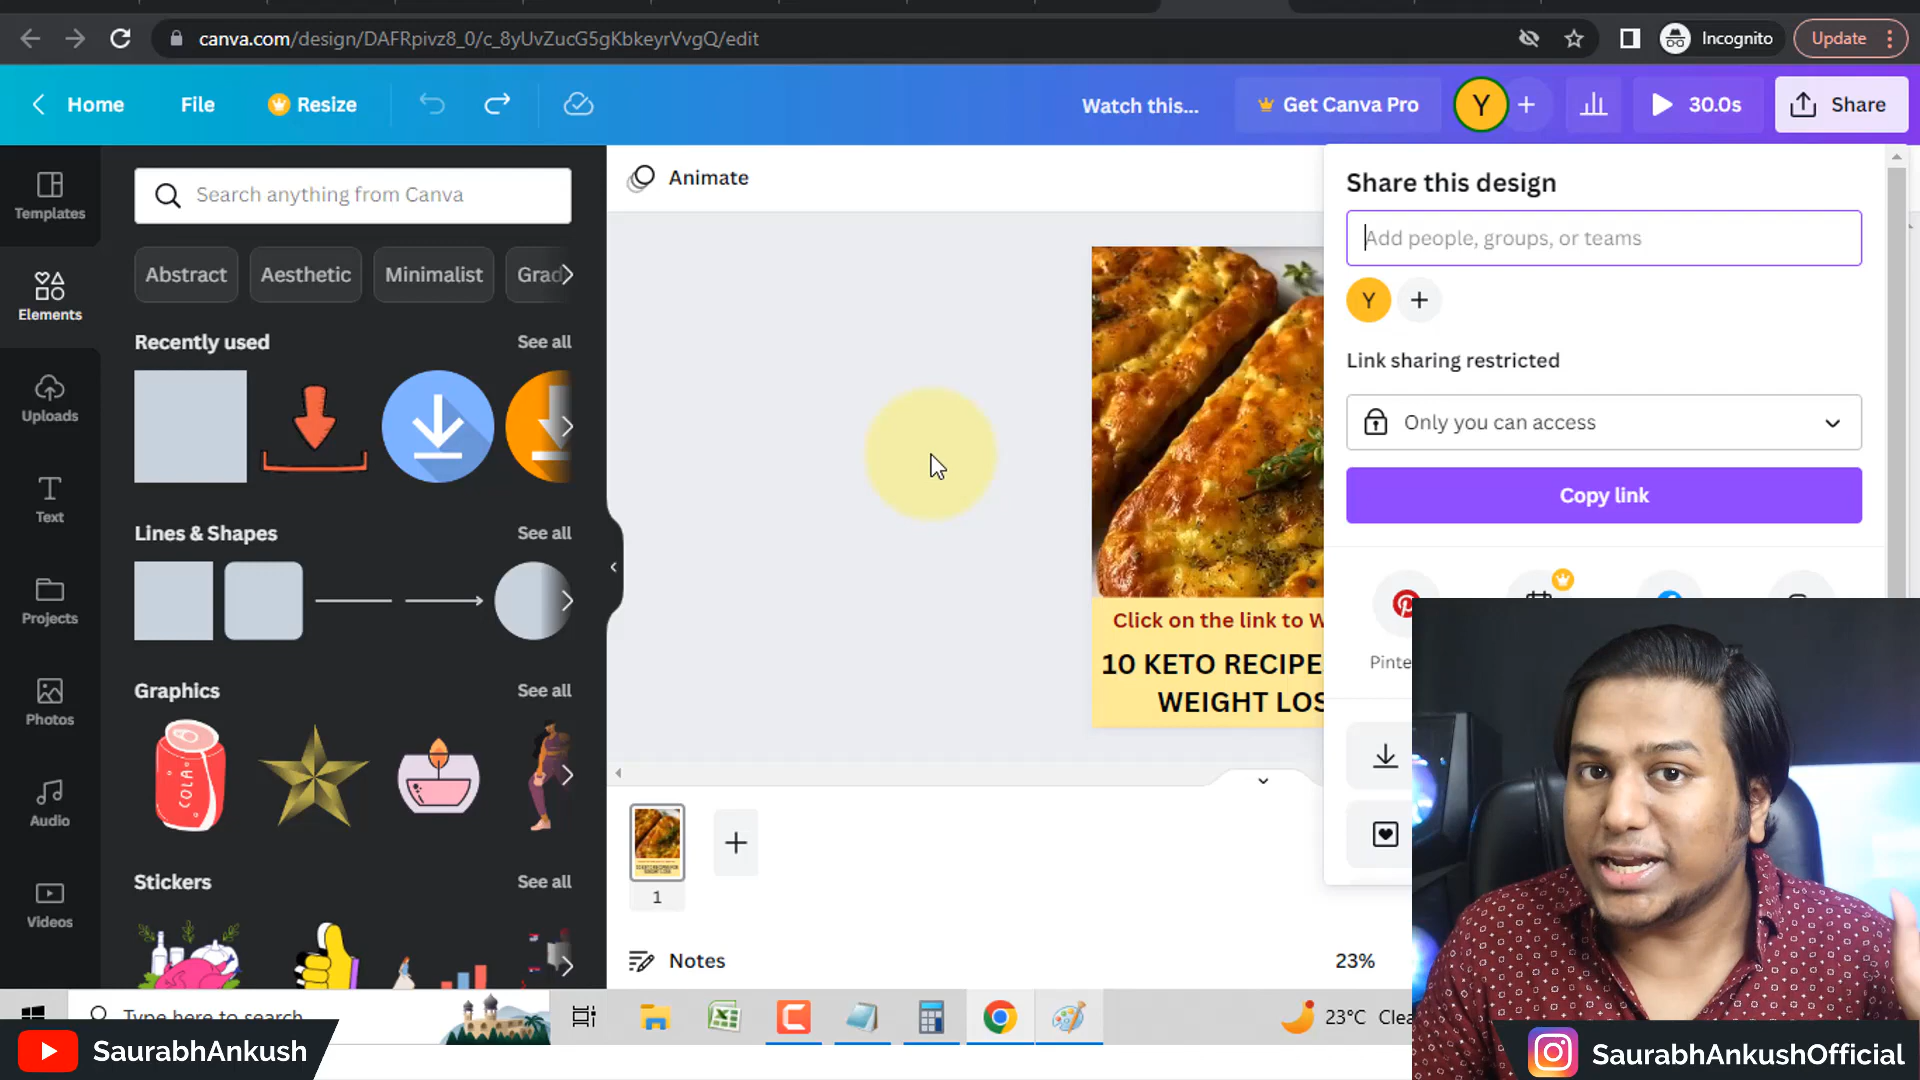 canva.com/design/DAFRpivz8_0/c_8yUvZucG5gKbkeyrVvgQ/edit
Incognito
Update
Home
File
Resize
Watch this...
Get Canva Pro
Y
30.0s
Share
Templates
Elements
Uploads
Text
Projects
Photos
Audio
Videos
Search anything from Canva
Abstract
Aesthetic
Minimalist
Grad
Recently used
See all
Lines & Shapes
See all
Graphics
See all
COLA
Stickers
See all
Animate
Click on the link to W
10 KETO RECIPE
WEIGHT LOS
1
Notes
23%
Share this design
Add people, groups, or teams
Y
Link sharing restricted
Only you can access
Copy link
Pinte
Type here to search
23°C Clea
SaurabhAnkush
SaurabhAnkushOfficial